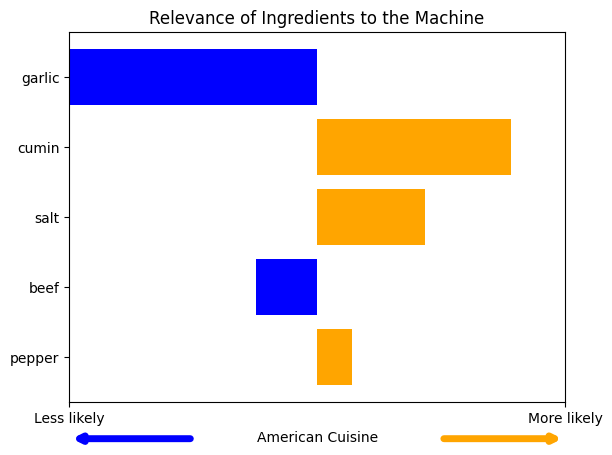 Relevance of Ingredients to the Machine
garlic
cumin
salt
beef
pepper
Less likely
More likely
American Cuisine